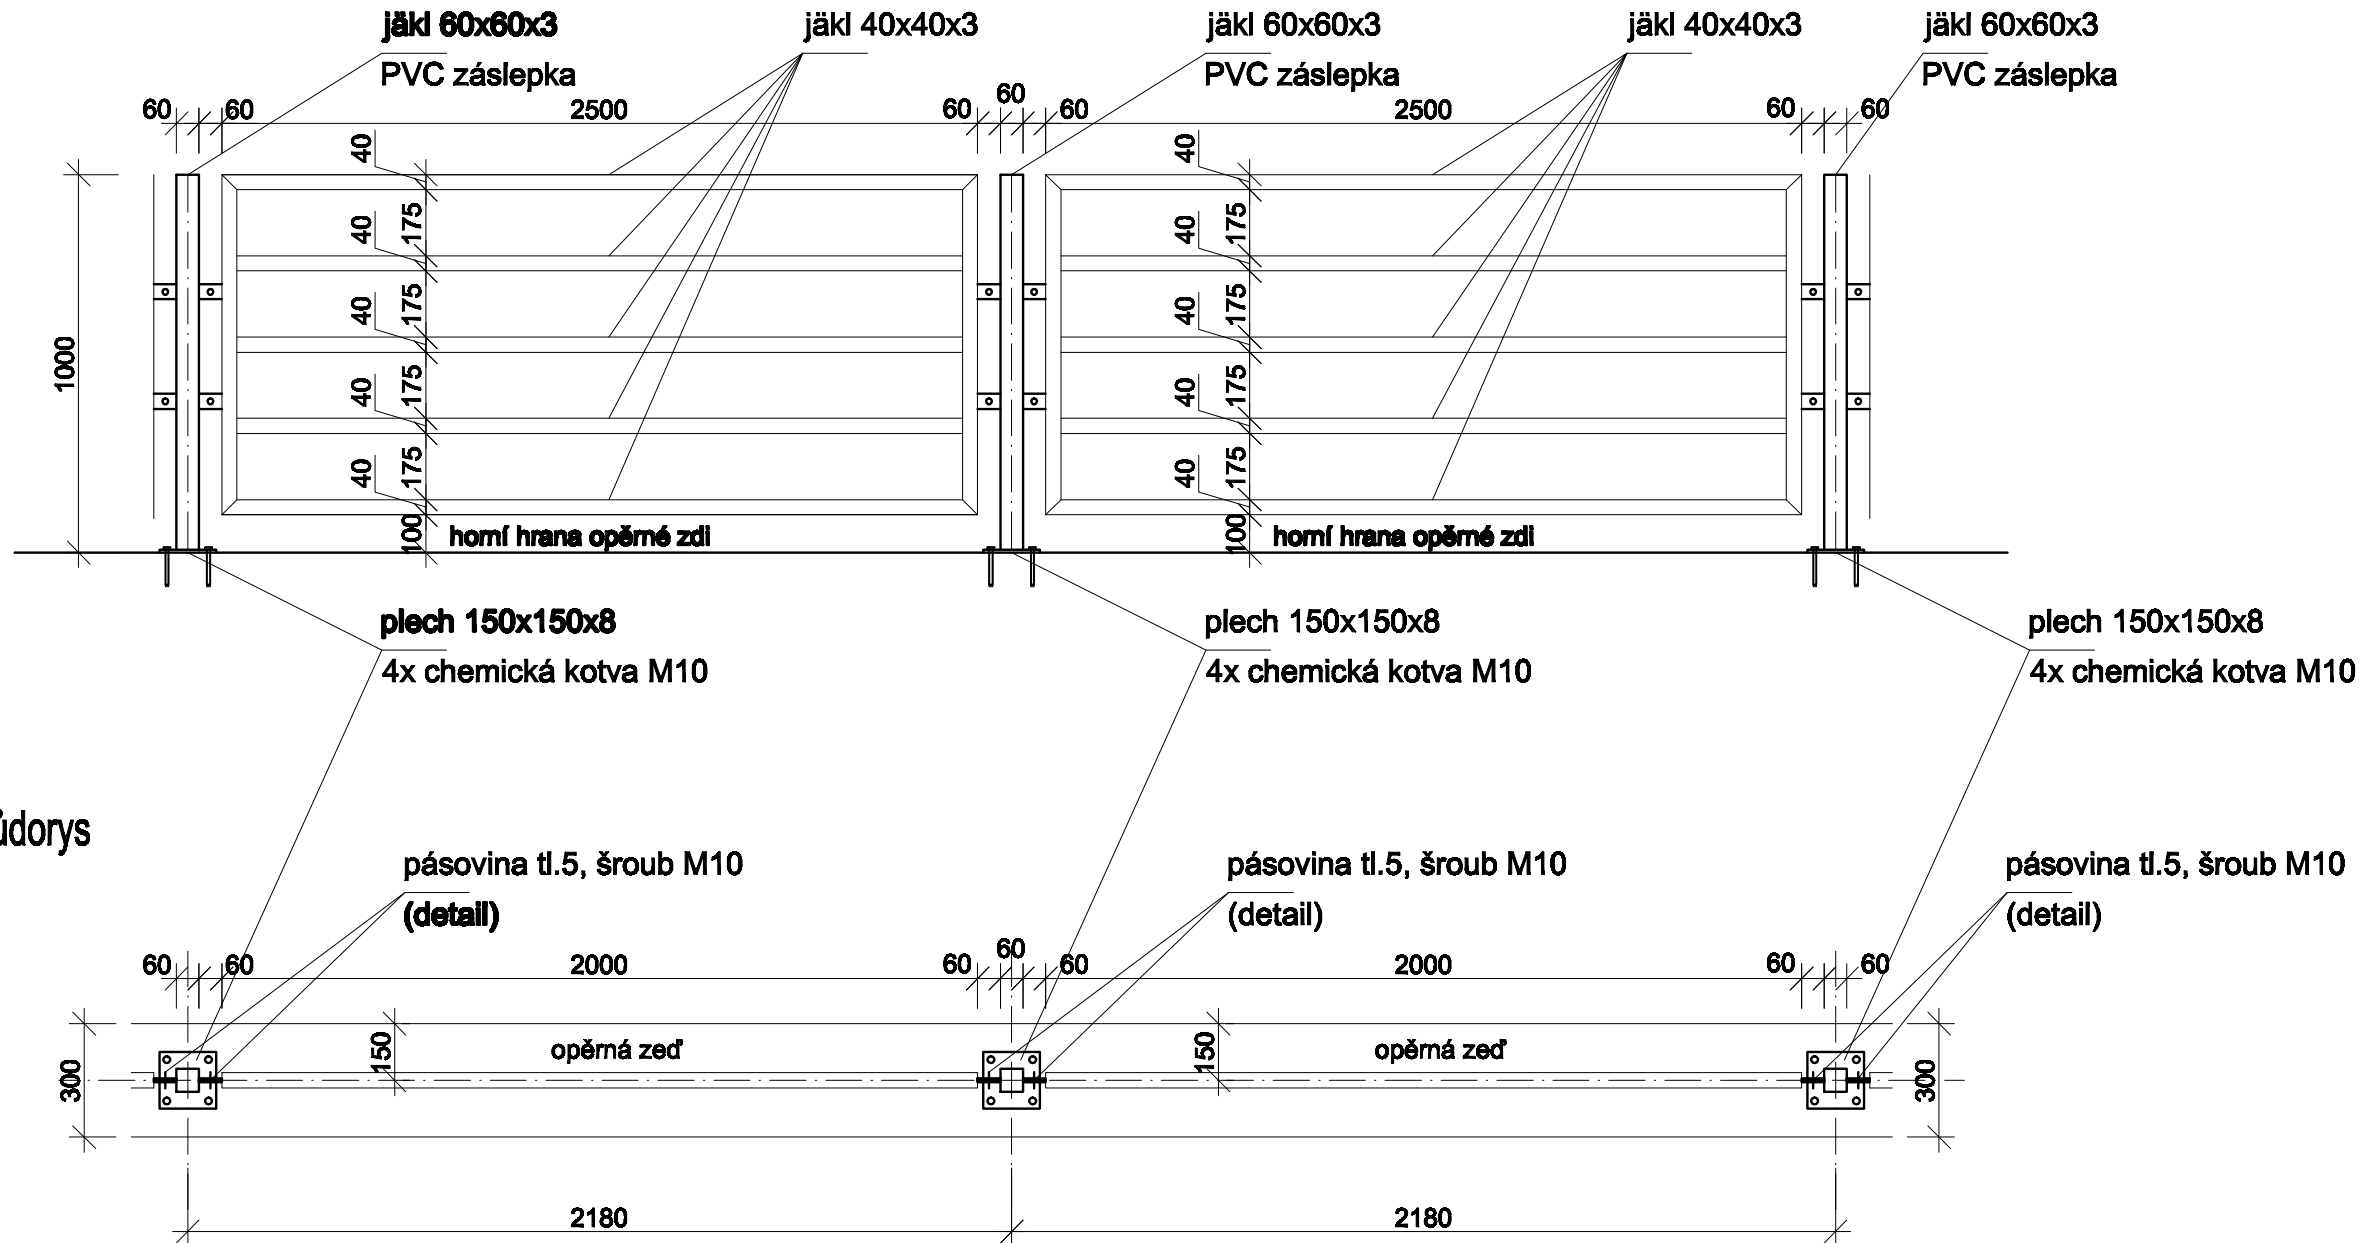 jäkl 60x60x3
PVC záslepka
jäkl 40x40x3
jäkl 60x60x3
PVC záslepka
jäkl 40x40x3
jäkl 60x60x3
PVC záslepka
60 60 2500 60 60 60 2500 60 60
1000
40
175
40
175
40
175
40
175
40
100
40
175
40
175
40
175
40
175
40
100
horní hrana opěrné zdi
horní hrana opěrné zdi
plech 150x150x8
4x chemická kotva M10
plech 150x150x8
4x chemická kotva M10
plech 150x150x8
4x chemická kotva M10
ůdorys
pásovina tl.5, šroub M10
(detail)
pásovina tl.5, šroub M10
(detail)
pásovina tl.5, šroub M10
(detail)
60 60 2000 60 60 60 2000 60 60
300
150
opěrná zeď
150
opěrná zeď
300
2180
2180